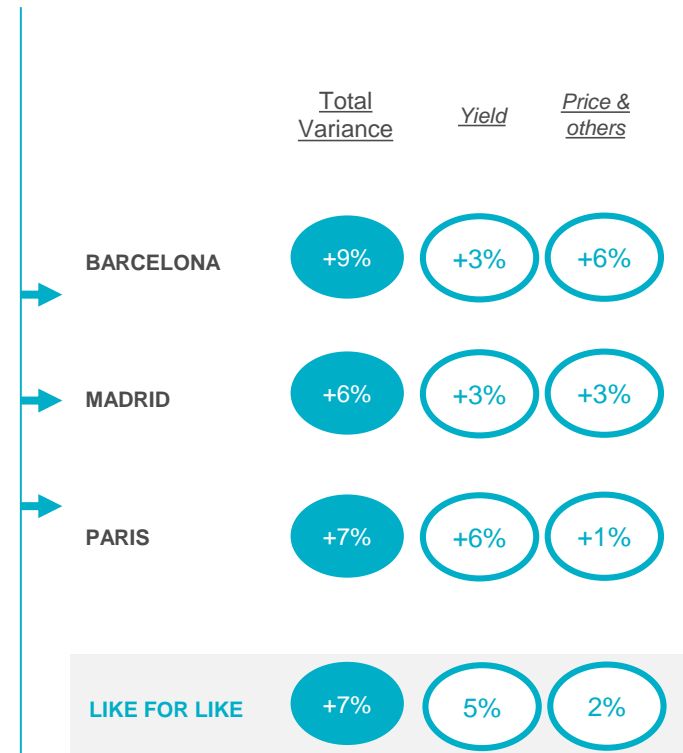 Total
Variance
Yield
Price &
others
BARCELONA
+9%
+3%
+6%
MADRID
+6%
+3%
+3%
PARIS
+7%
+6%
+1%
LIKE FOR LIKE
+7%
5%
2%